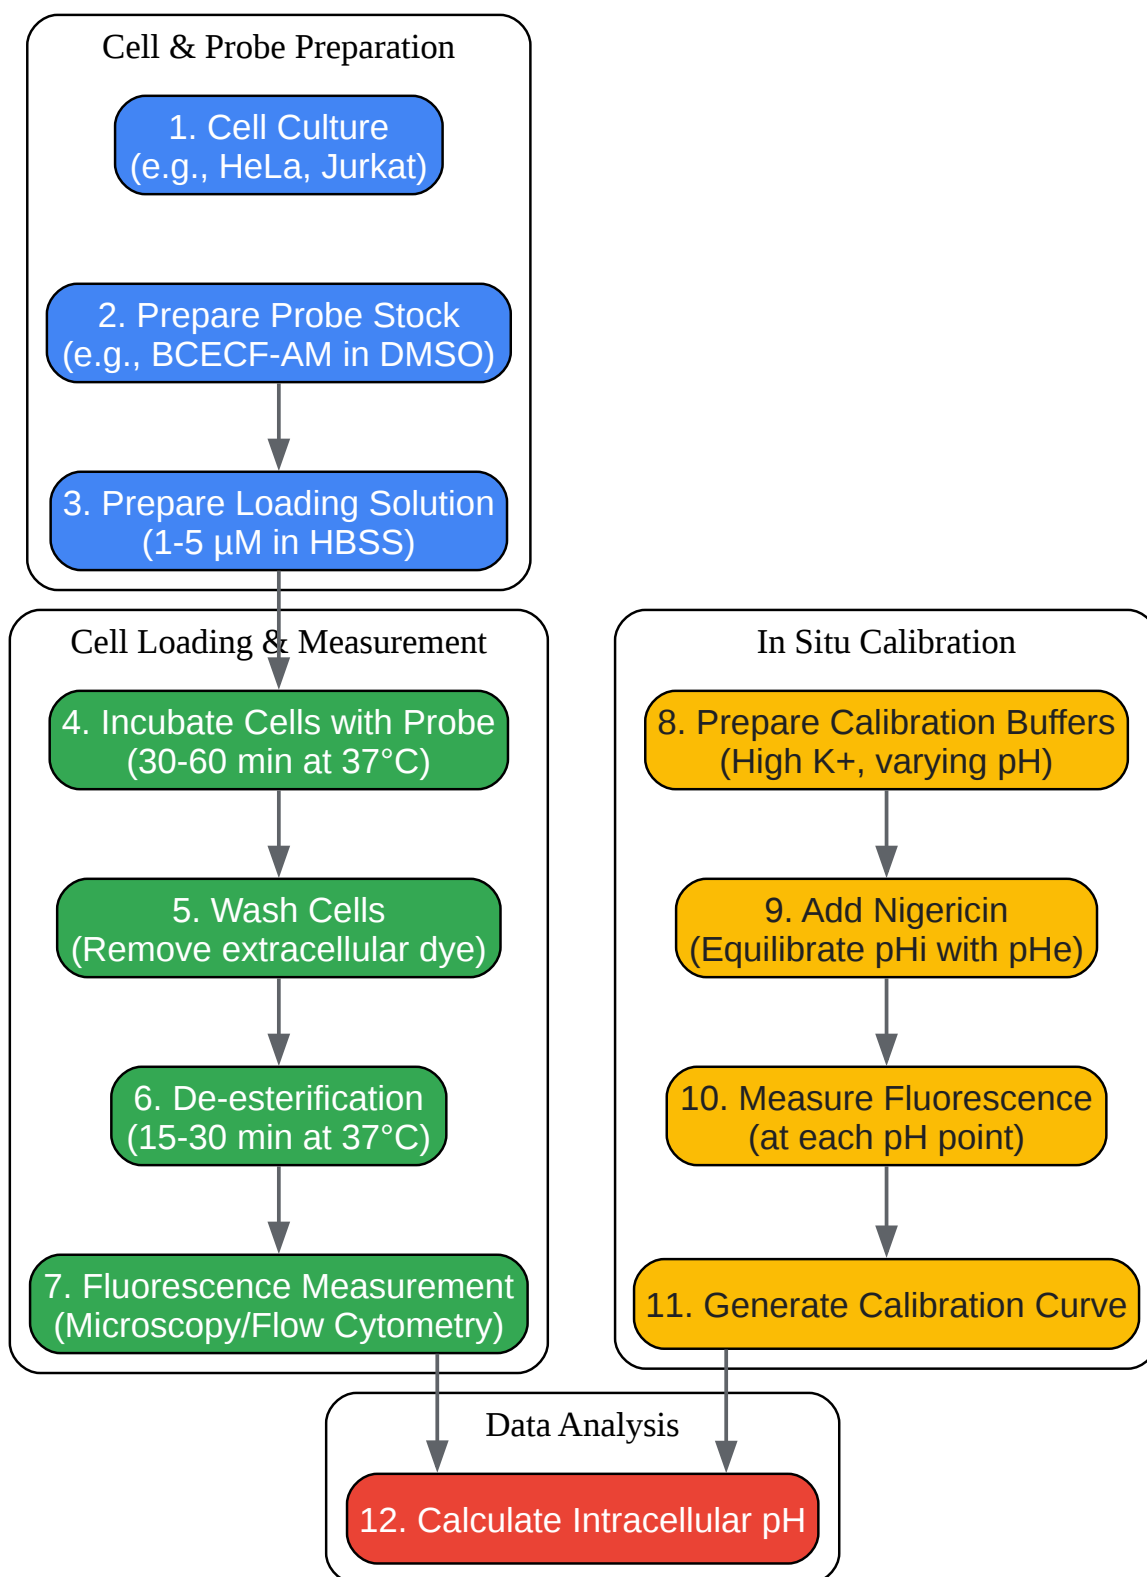 Cell & Probe Preparation
1. Cell Culture
(e.g., HeLa, Jurkat)
2. Prepare Probe Stock
(e.g., BCECF-AM in DMSO)
3. Prepare Loading Solution
(1-5 µM in HBSS)
Cell Loading & Measurement
4. Incubate Cells with Probe
(30-60 min at 37°C)
5. Wash Cells
(Remove extracellular dye)
6. De-esterification
(15-30 min at 37°C)
7. Fluorescence Measurement
(Microscopy/Flow Cytometry)
In Situ Calibration
8. Prepare Calibration Buffers
(High K+, varying pH)
9. Add Nigericin
(Equilibrate pHi with pHe)
10. Measure Fluorescence
(at each pH point)
11. Generate Calibration Curve
Data Analysis
12. Calculate Intracellular pH